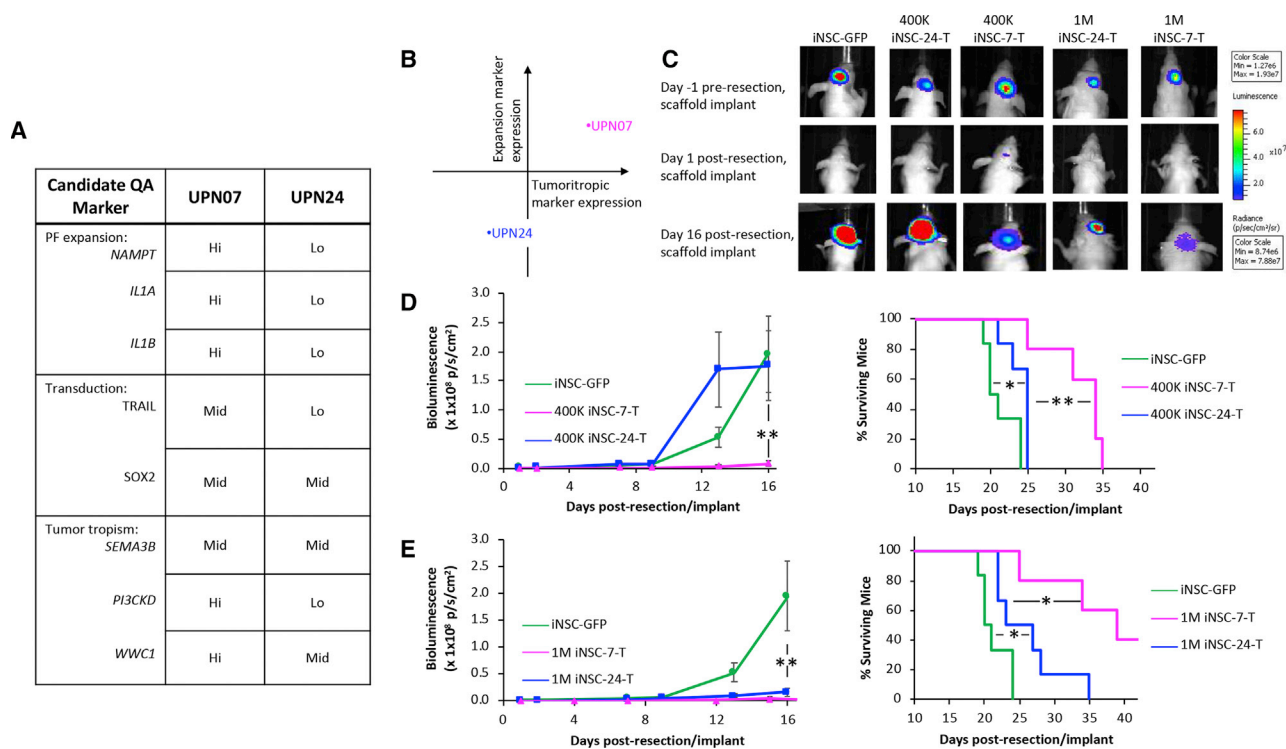 A
Candidate QA Marker UPN07 UPN24
PF expansion:
NAMPT Hi Lo
IL1A Hi Lo
IL1B Hi Lo
Transduction:
TRAIL Mid Lo
SOX2 Mid Mid
Tumor tropism:
SEMA3B Mid Mid
PI3CKD Hi Lo
WWC1 Hi Mid
B
Expansion marker
expression
•UPN07
Tumoritropic
marker expression
•UPN24
C
iNSC-GFP
400K
iNSC-24-T
400K
iNSC-7-T
1M
iNSC-24-T
1M
iNSC-7-T
Day -1 pre-resection,
scaffold implant
Day 1 post-resection,
scaffold implant
Day 16 post-resection,
scaffold implant
Color Scale
Min = 1.27e6
Max = 1.93e7
Luminescence
6.0
4.0
2.0
x10⁷
Radiance
(p/sec/cm²/sr)
Color Scale
Min = 8.74e6
Max = 7.88e7
D
Bioluminescence
(x 1x10⁸ p/s/cm²)
3.0
2.5
2.0
1.5
1.0
0.5
0.0
0 4 8 12 16
Days post-resection/implant
iNSC-GFP
400K iNSC-7-T
400K iNSC-24-T
**
% Surviving Mice
100
80
60
40
20
0
10 15 20 25 30 35 40
Days post-resection/implant
*
**
iNSC-GFP
400K iNSC-7-T
400K iNSC-24-T
E
Bioluminescence
(x 1x10⁸ p/s/cm²)
3.0
2.5
2.0
1.5
1.0
0.5
0.0
0 4 8 12 16
Days post-resection/implant
iNSC-GFP
1M iNSC-7-T
1M iNSC-24-T
**
% Surviving Mice
100
80
60
40
20
0
10 15 20 25 30 35 40
Days post-resection/implant
*
*
iNSC-GFP
1M iNSC-7-T
1M iNSC-24-T